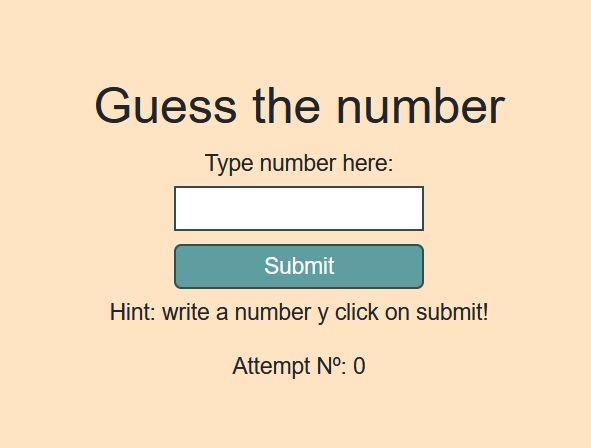 Guess the number
Type number here:
Submit
Hint: write a number y click on submit!
Attempt Nº: 0